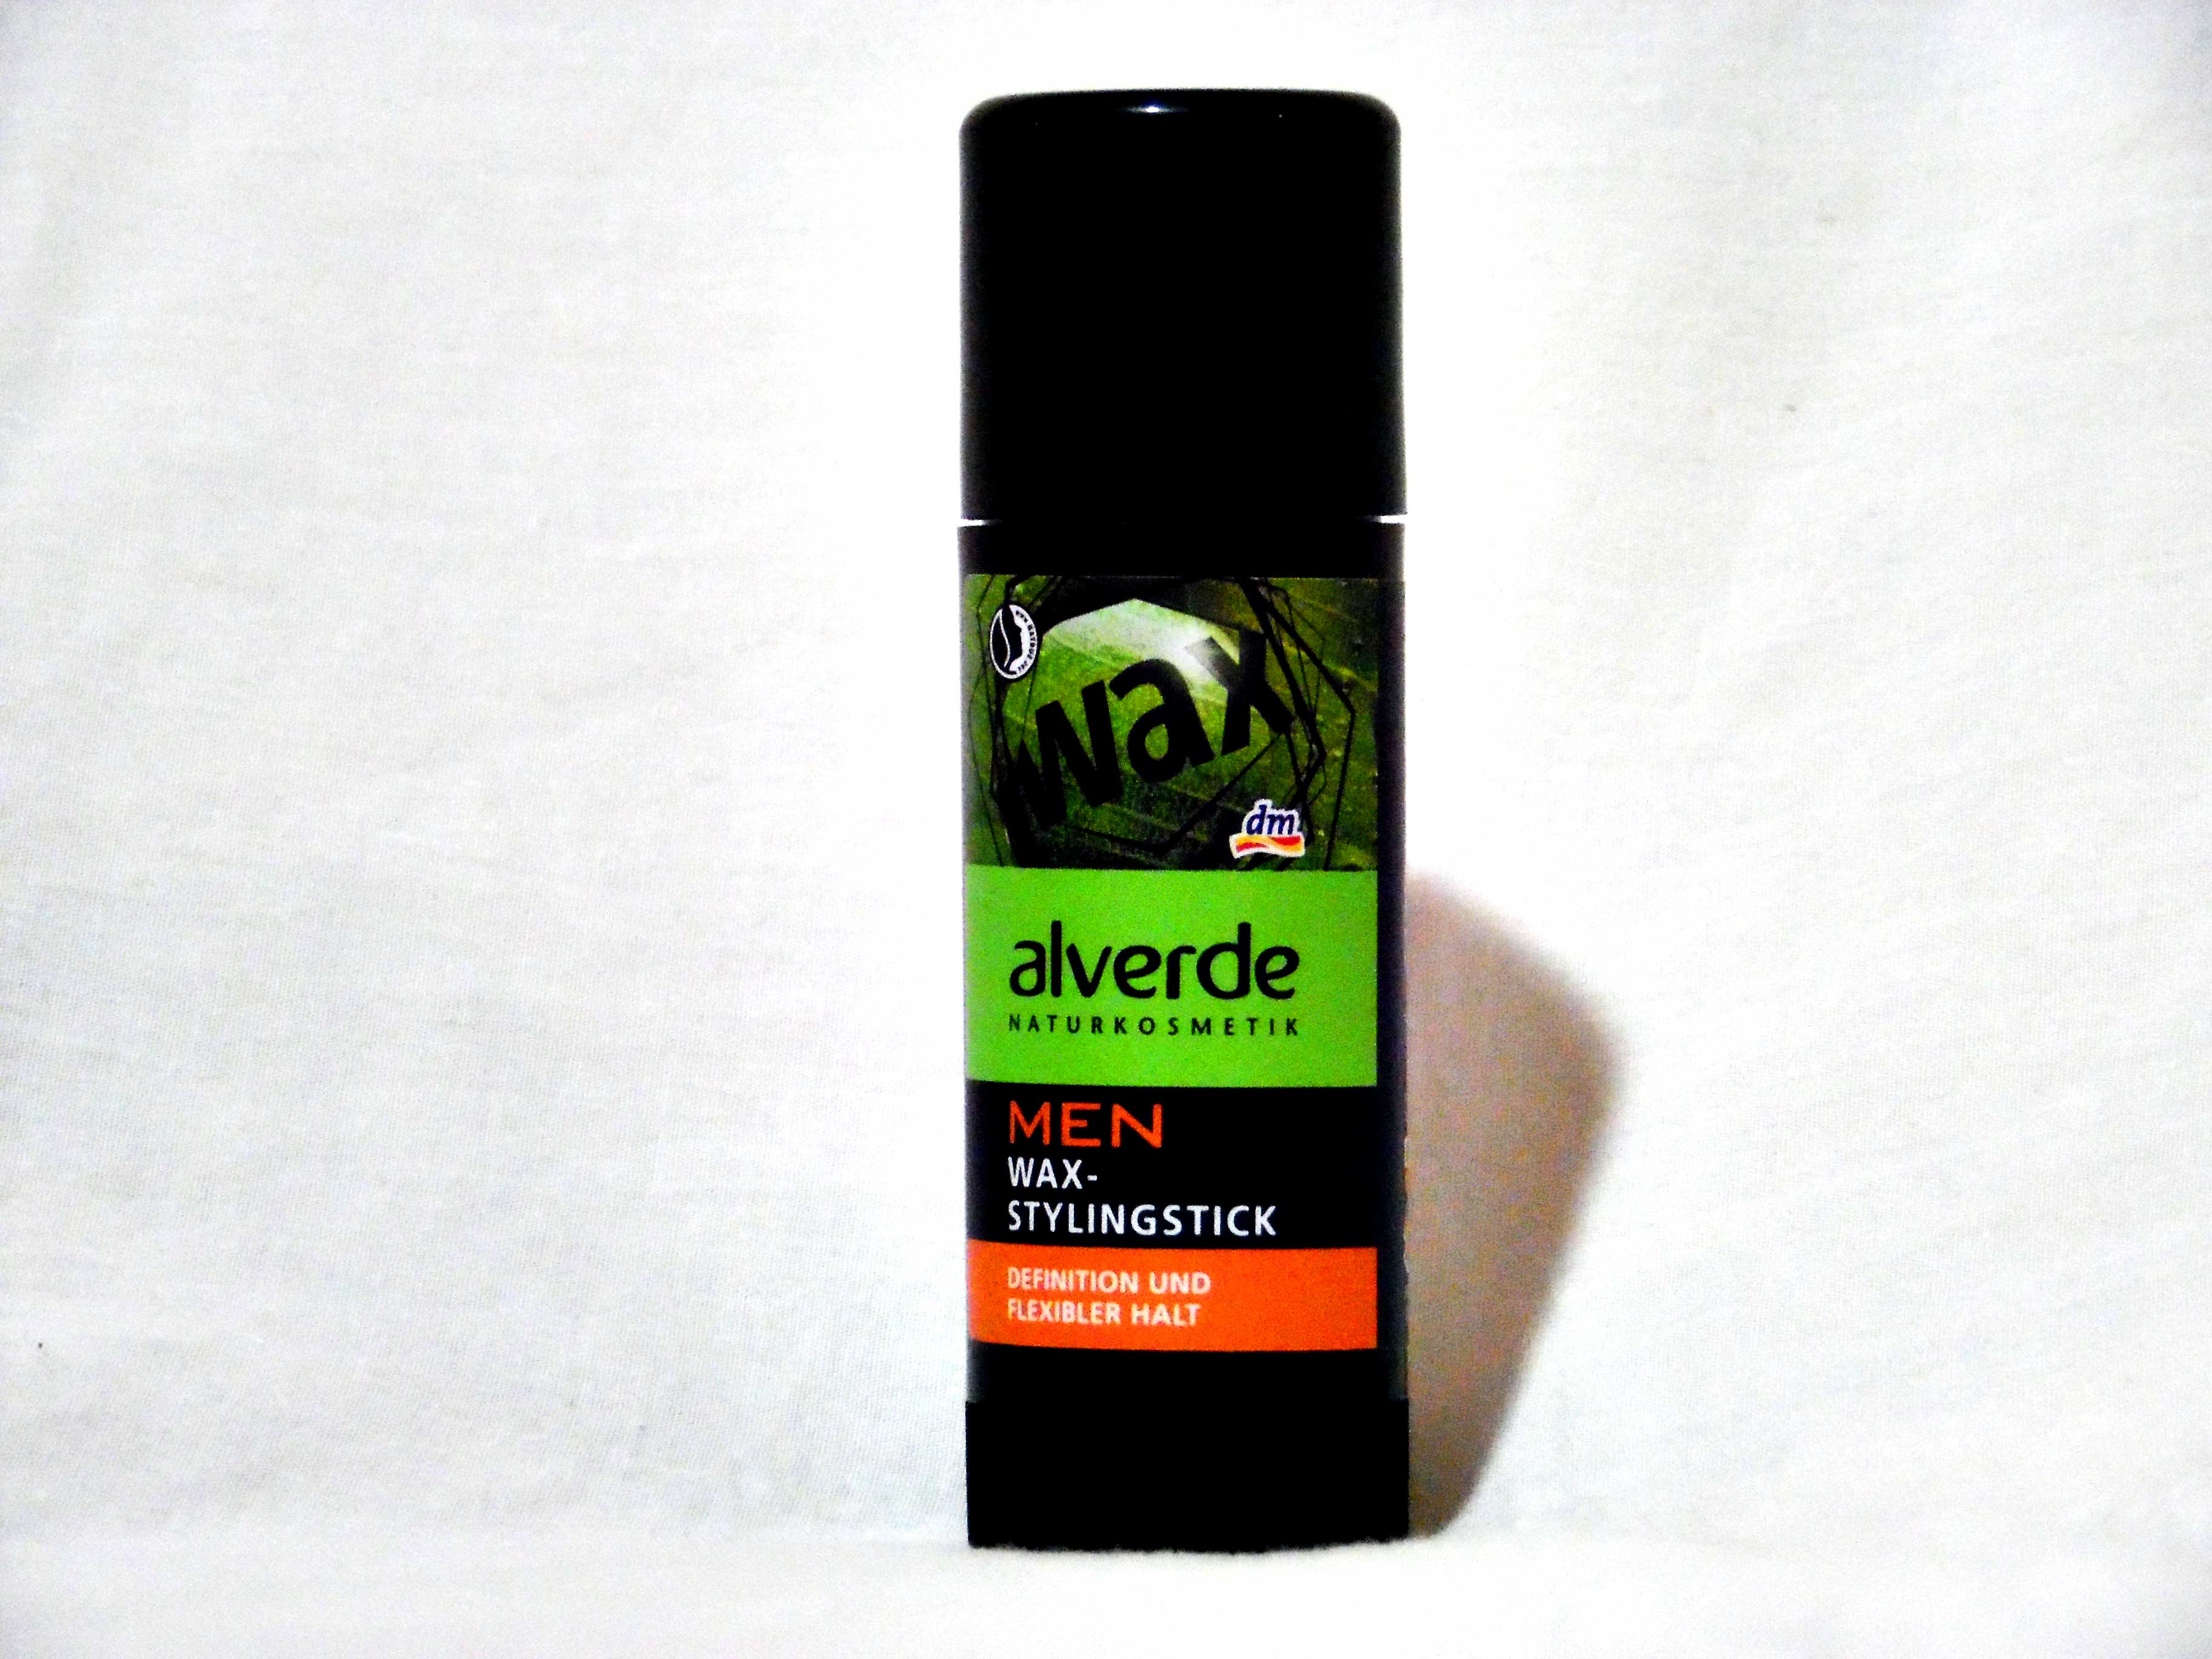 wax
dm
alverde
NATURKOSMETIK
MEN
WAX-
STYLINGSTICK
DEFINITION UND
FLEXIBLER HALT